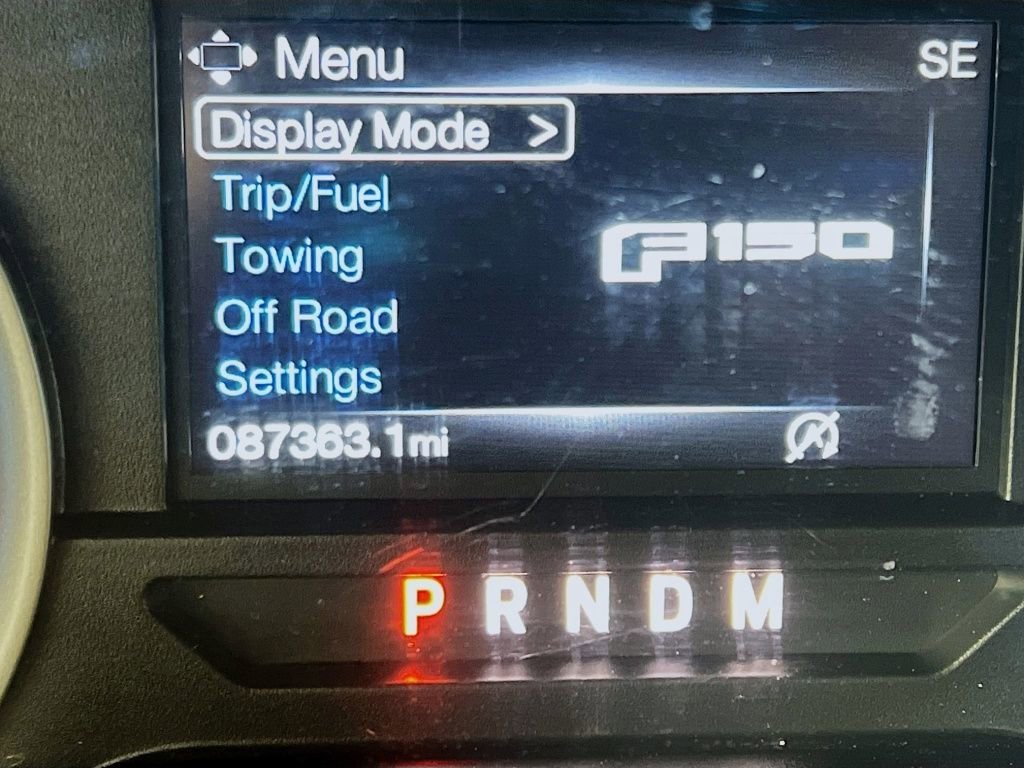 Menu
SE
Display Mode >
Trip/Fuel
Towing
F150
Off Road
Settings
087363.1mi
P R N D M